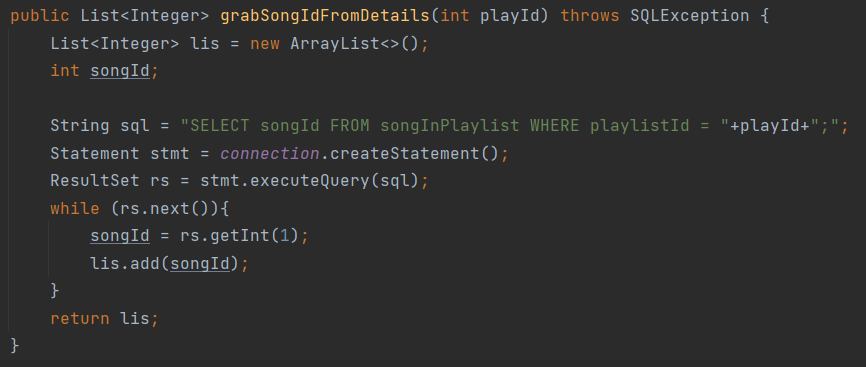 public List<Integer> grabSongIdFromDetails(int playId) throws SQLException {
    List<Integer> lis = new ArrayList<>();
    int songId;

    String sql = "SELECT songId FROM songInPlaylist WHERE playlistId = "+playId+";";
    Statement stmt = connection.createStatement();
    ResultSet rs = stmt.executeQuery(sql);
    while (rs.next()){
        songId = rs.getInt(1);
        lis.add(songId);
    }
    return lis;
}